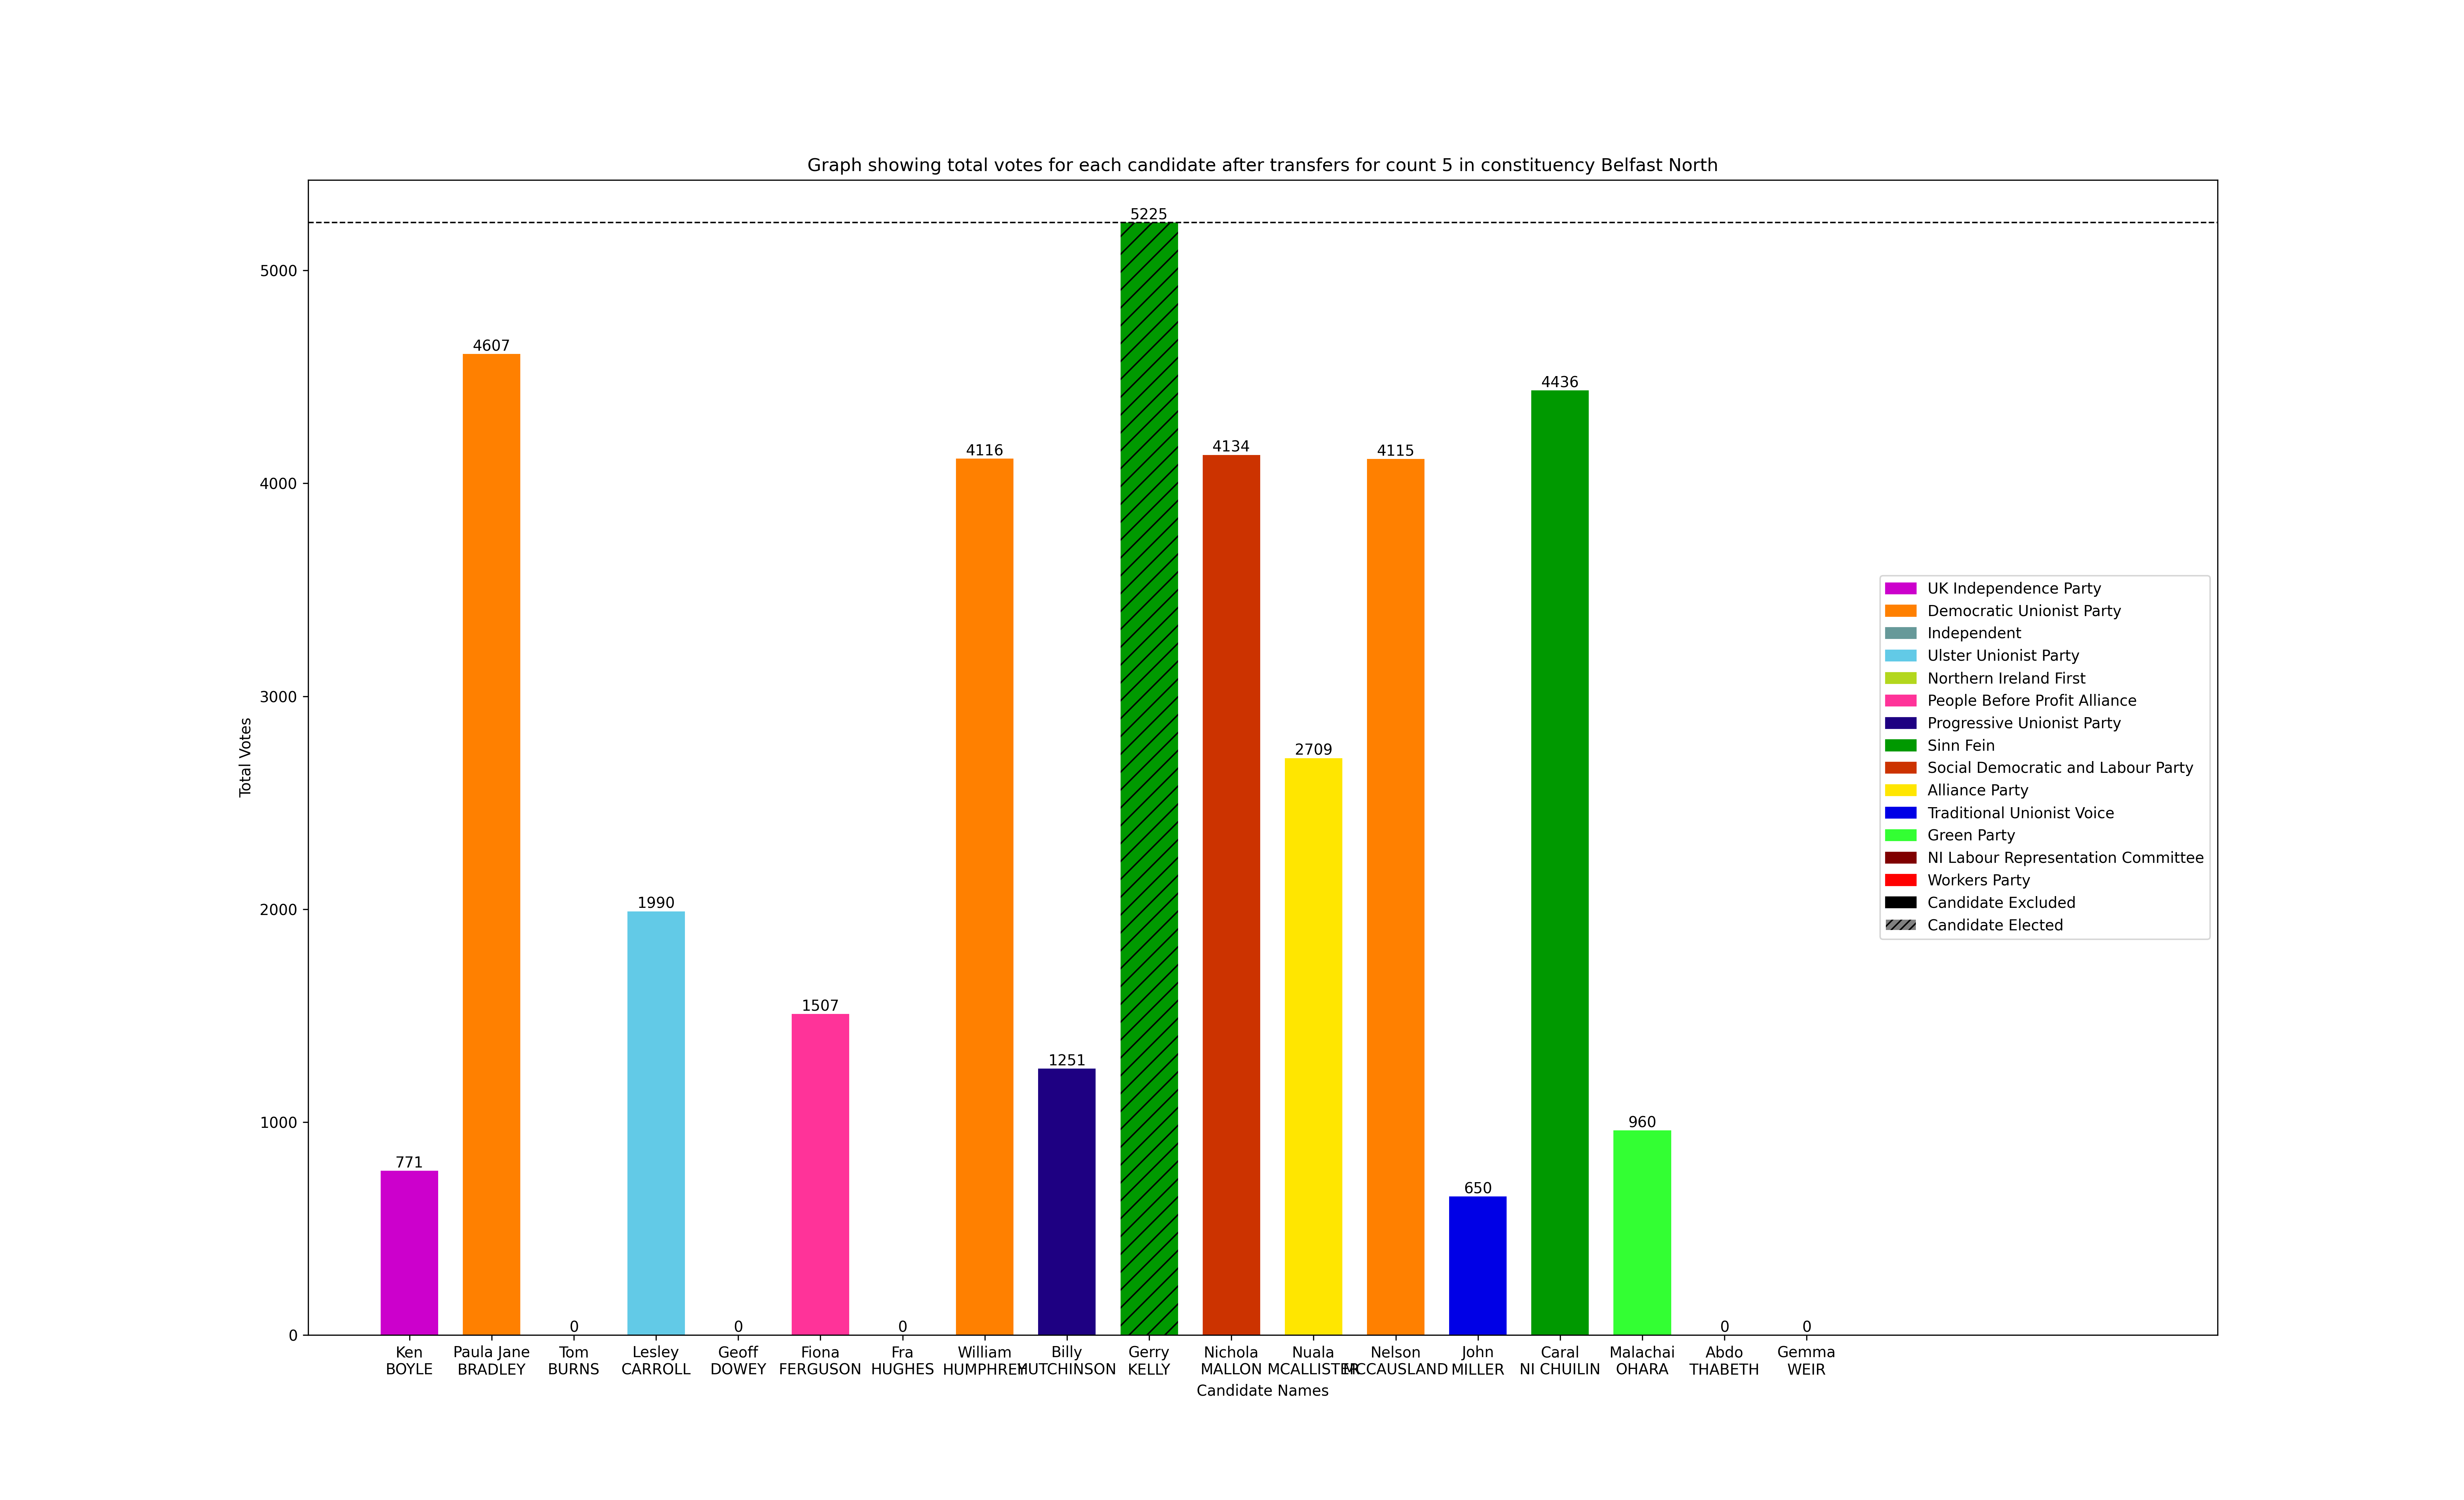 Graph showing total votes for each candidate after transfers for count 5 in constituency Belfast North
5225
5000
4607
4436
4116
4134
4115
4000
3000
2709
2000
1990
1507
1251
1000
960
771
650
0
0
0
0
0
0
Total Votes
UK Independence Party
Democratic Unionist Party
Independent
Ulster Unionist Party
Northern Ireland First
People Before Profit Alliance
Progressive Unionist Party
Sinn Fein
Social Democratic and Labour Party
Alliance Party
Traditional Unionist Voice
Green Party
NI Labour Representation Committee
Workers Party
Candidate Excluded
Candidate Elected
Ken Paula Jane Tom Lesley Geoff Fiona Fra William Billy Gerry Nichola Nuala Nelson John Caral Malachai Abdo Gemma
BOYLE BRADLEY BURNS CARROLL DOWEY FERGUSON HUGHES HUMPHREY HUTCHINSON KELLY MALLON MCALLISTER MCCAUSLAND MILLER NI CHUILIN OHARA THABETH WEIR
Candidate Names